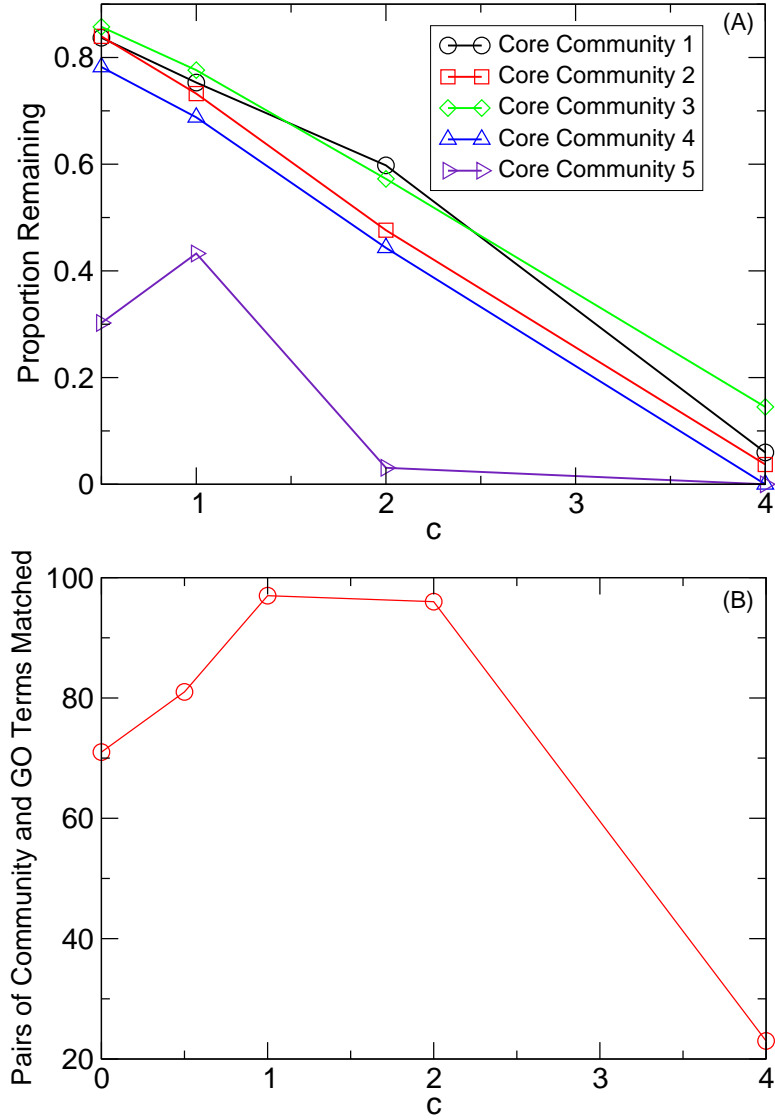 (A)
Core Community 1
Core Community 2
Core Community 3
Core Community 4
Core Community 5
Proportion Remaining
0.8
0.6
0.4
0.2
0
1 2 3 4
c
(B)
Pairs of Community and GO Terms Matched
100
80
60
40
20
0 1 2 3 4
c